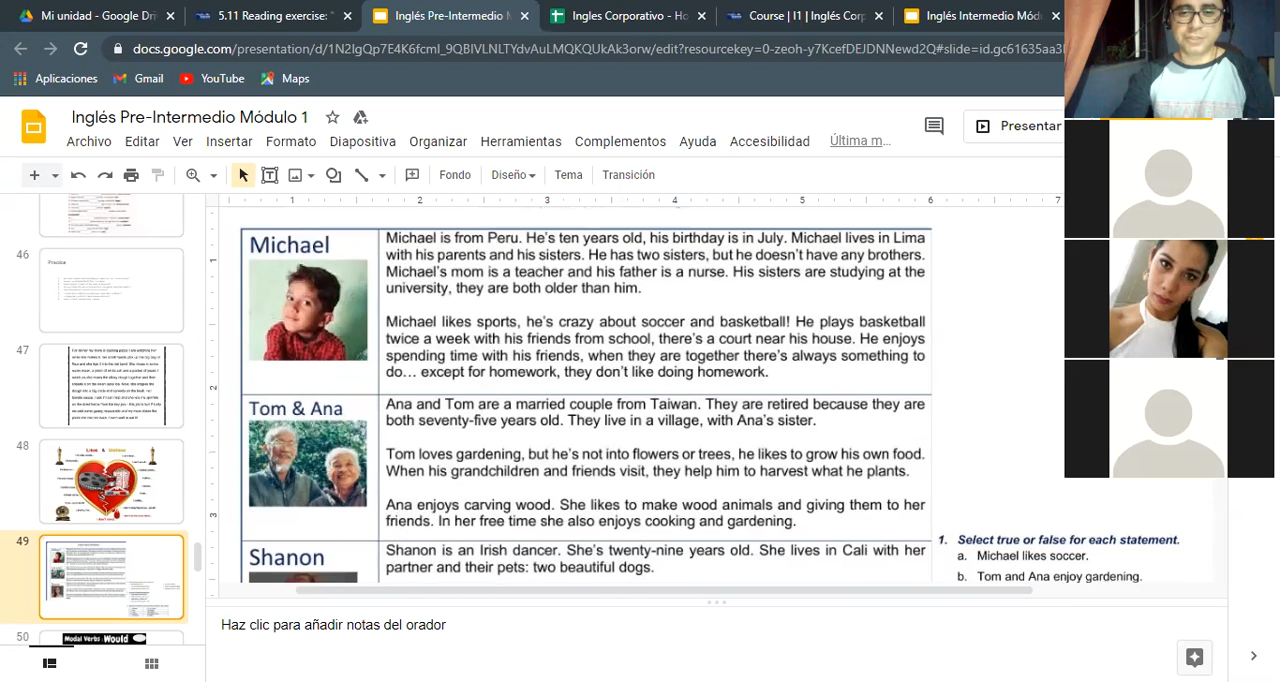 Mi unidad - Google Dri
5.11 Reading exercise: "
Inglés Pre-Intermedio M
Ingles Corporativo - Ho
Course | I1 | Inglés Corp
Inglés Intermedio Módu
docs.google.com/presentation/d/1N2IgQp7E4K6fcmI_9QBIVLNLTYdvAuLMQKQUkAk3orw/edit?resourcekey=0-zeoh-y7KcefDEJDNNewd2Q#slide=id.gc61635aa3
Aplicaciones
Gmail
YouTube
Maps
Inglés Pre-Intermedio Módulo 1
Archivo Editar Ver Insertar Formato Diapositiva Organizar Herramientas Complementos Ayuda Accesibilidad Última m...
Presentar
Fondo Diseño Tema Transición
1 2 3 4 5 6 7
46
Practice
47
48
49
50
Modal Verbs Would
1
2
3
Michael
Michael is from Peru. He's ten years old, his birthday is in July. Michael lives in Lima
with his parents and his sisters. He has two sisters, but he doesn't have any brothers.
Michael's mom is a teacher and his father is a nurse. His sisters are studying at the
university, they are both older than him.
Michael likes sports, he's crazy about soccer and basketball! He plays basketball
twice a week with his friends from school, there's a court near his house. He enjoys
spending time with his friends, when they are together there's always something to
do... except for homework, they don't like doing homework.
Tom & Ana
Ana and Tom are a married couple from Taiwan. They are retired because they are
both seventy-five years old. They live in a village, with Ana's sister.
Tom loves gardening, but he's not into flowers or trees, he likes to grow his own food.
When his grandchildren and friends visit, they help him to harvest what he plants.
Ana enjoys carving wood. She likes to make wood animals and giving them to her
friends. In her free time she also enjoys cooking and gardening.
Shanon
Shanon is an Irish dancer. She's twenty-nine years old. She lives in Cali with her
partner and their pets: two beautiful dogs.
1. Select true or false for each statement.
a. Michael likes soccer.
b. Tom and Ana enjoy gardening.
Haz clic para añadir notas del orador